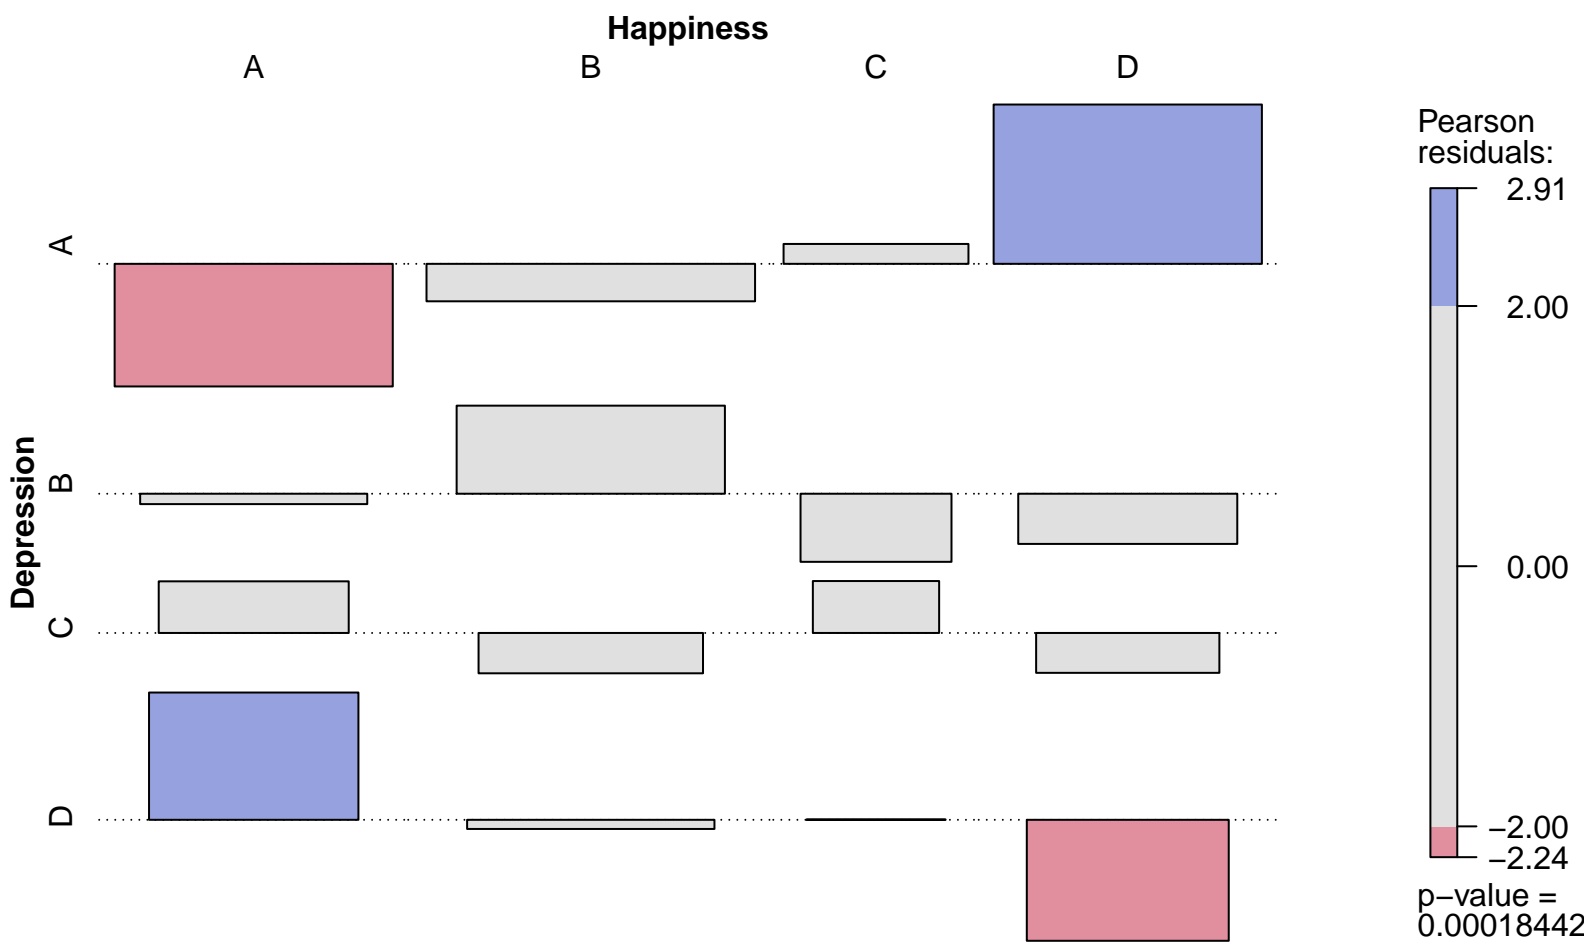 Happiness
A
B
C
D
Depression
A
B
C
D
Pearson
residuals:
2.91
2.00
0.00
−2.00
−2.24
p−value =
0.00018442